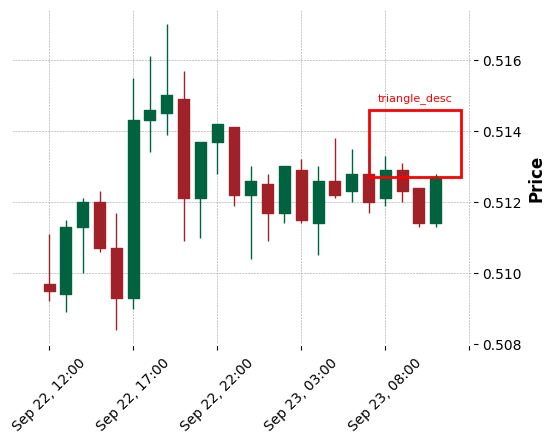 0.516
triangle_desc
0.514
Price
0.512
0.510
0.508
Sep 22, 12:00
Sep 22, 17:00
Sep 22, 22:00
Sep 23, 03:00
Sep 23, 08:00